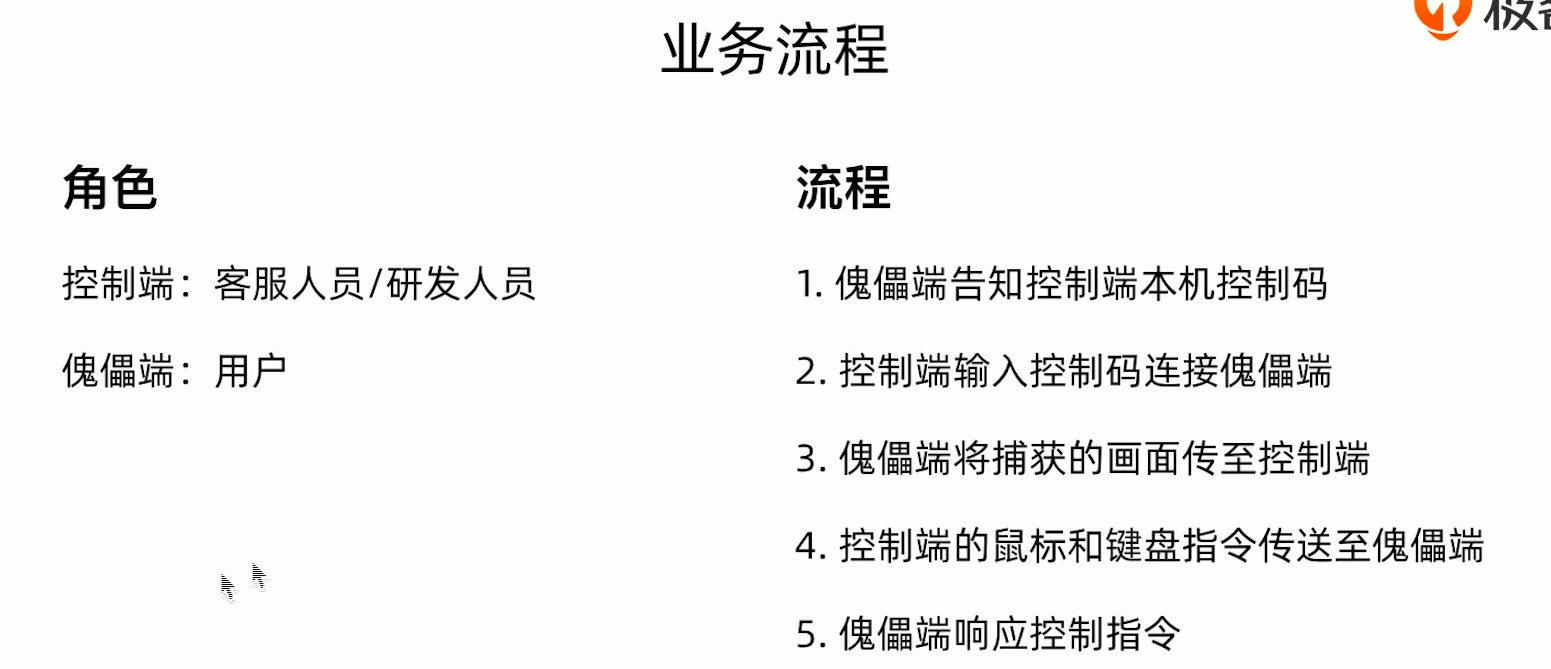 业务流程
角色
控制端：客服人员/研发人员
傀儡端：用户
流程
1. 傀儡端告知控制端本机控制码
2. 控制端输入控制码连接傀儡端
3. 傀儡端将捕获的画面传至控制端
4. 控制端的鼠标和键盘指令传送至傀儡端
5. 傀儡端响应控制指令